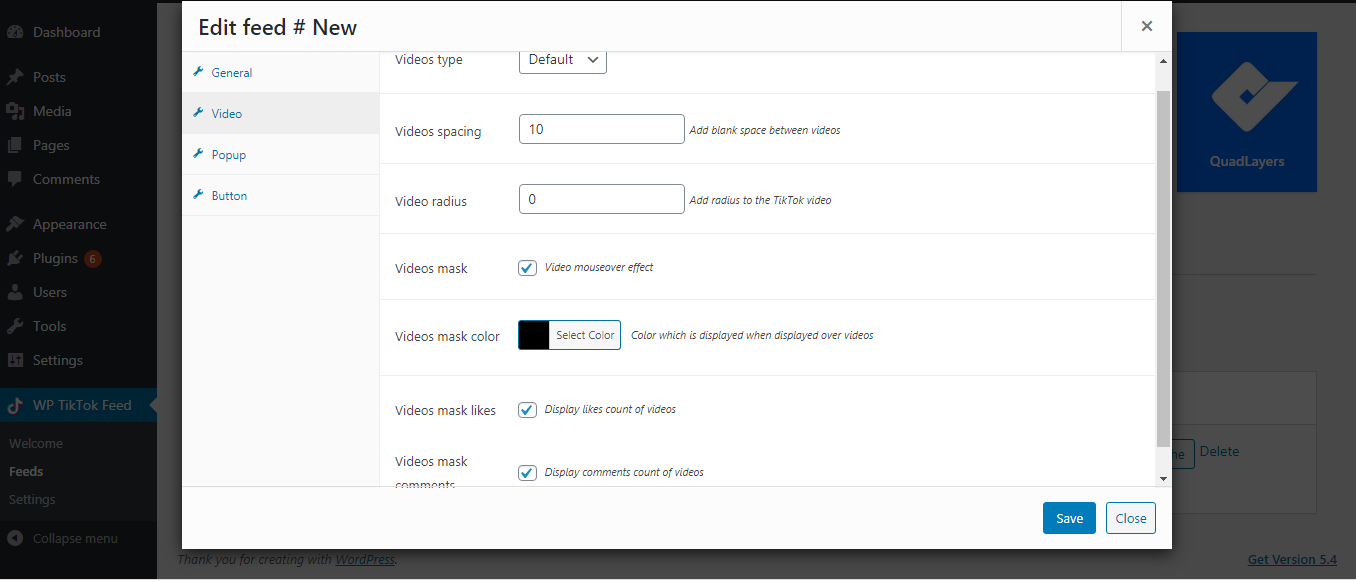 Dashboard
Posts
Media
Pages
Comments
Appearance
Plugins 6
Users
Tools
Settings
WP TikTok Feed
Welcome
Feeds
Settings
Collapse menu
Edit feed # New
×
General
Video
Popup
Button
Videos type Default
Videos spacing 10 Add blank space between videos
Video radius 0 Add radius to the TikTok video
Videos mask Video mouseover effect
Videos mask color Select Color Color which is displayed when displayed over videos
Videos mask likes Display likes count of videos
Videos mask
comments Display comments count of videos
Save Close
QuadLayers
Delete
Thank you for creating with WordPress.
Get Version 5.4